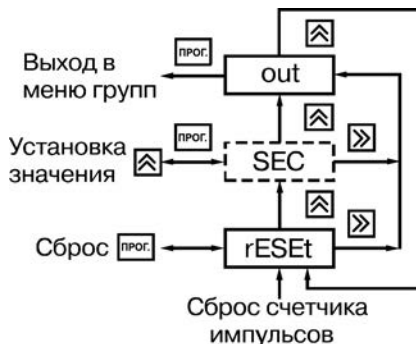 ПРОГ.
Выход в
меню групп
out
ПРОГ.
Установка
значения
SEC
Сброс
ПРОГ.
rESEt
Сброс счетчика
импульсов